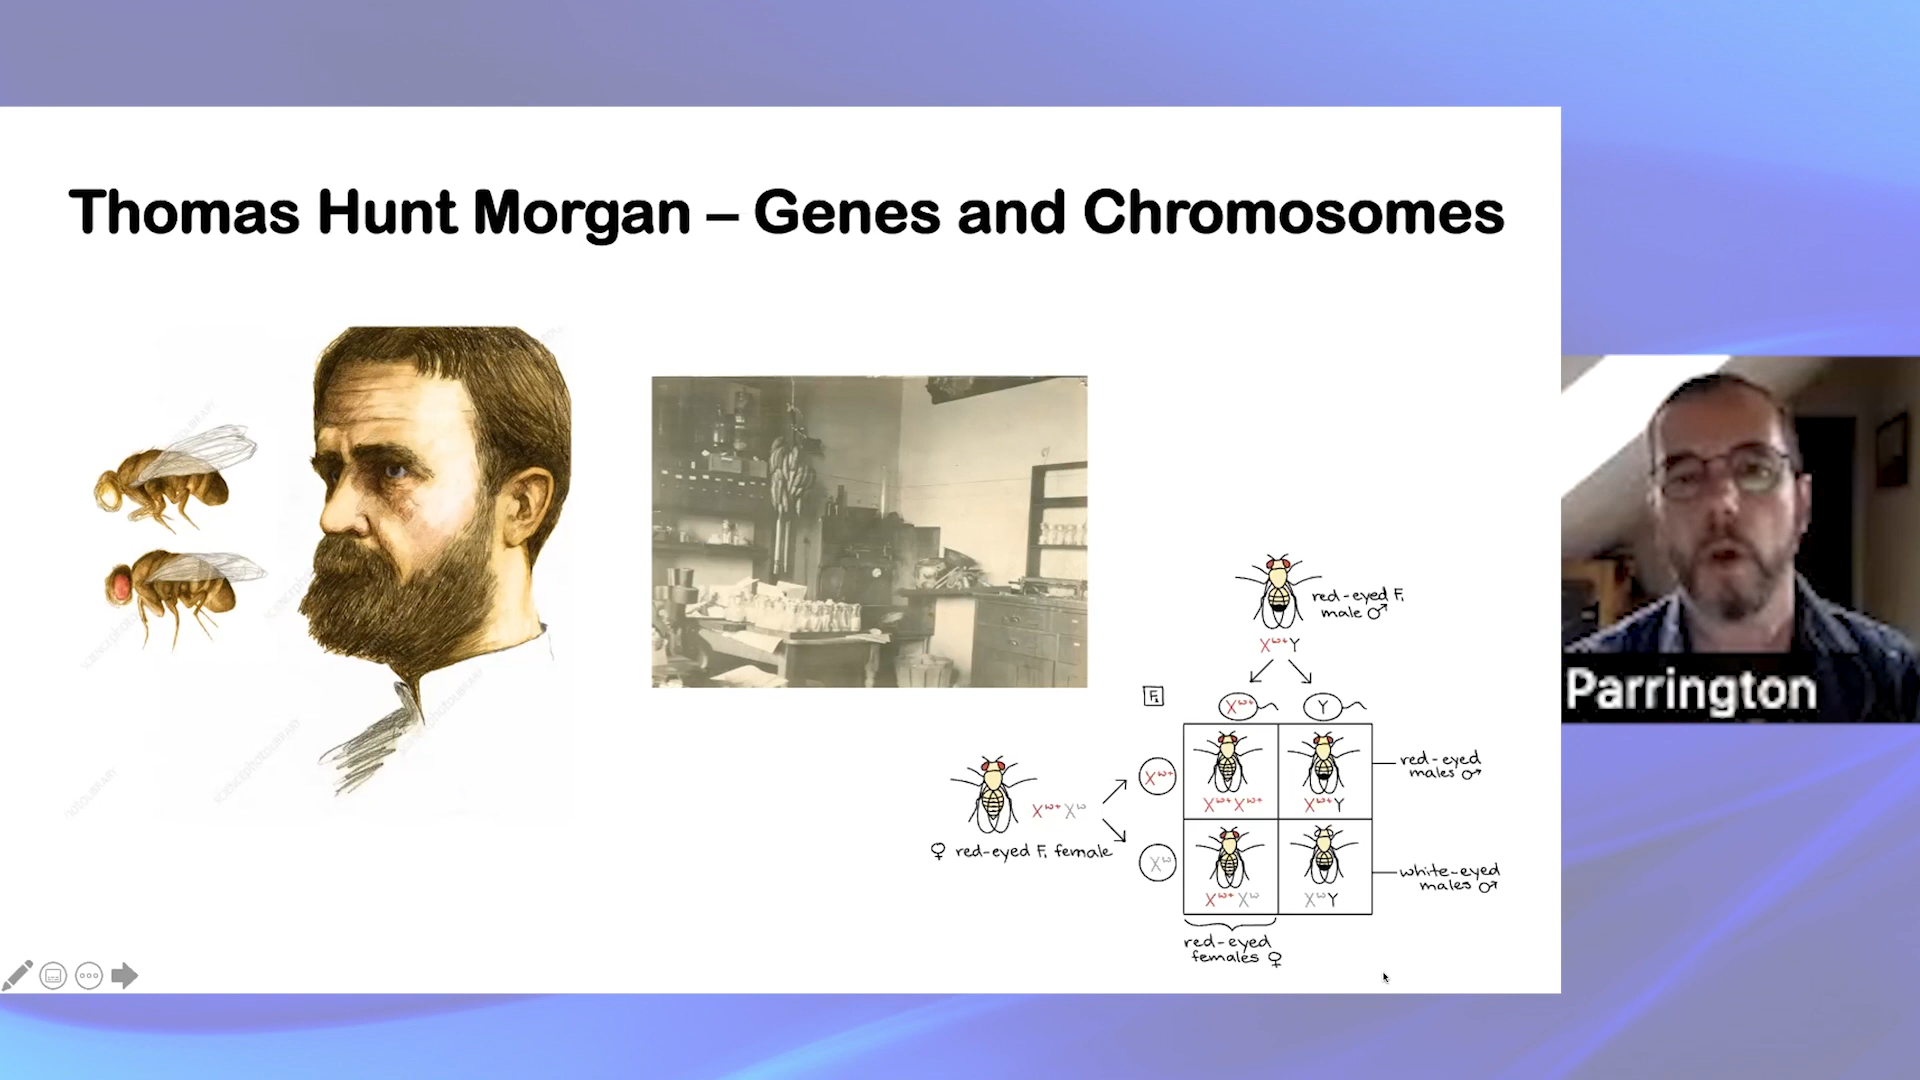 Thomas Hunt Morgan – Genes and Chromosomes
red-eyed F₁
male ♂
Xʷ⁺Y
F₂
Xʷ⁺
Y
Xʷ⁺
Xʷ⁺Xʷ⁺
Xʷ⁺Y
red-eyed
males ♂
Xʷ⁺Xʷ
♀ red-eyed F₁ female
Xʷ
Xʷ⁺Xʷ
XʷY
white-eyed
males ♂
red-eyed
females ♀
Parrington